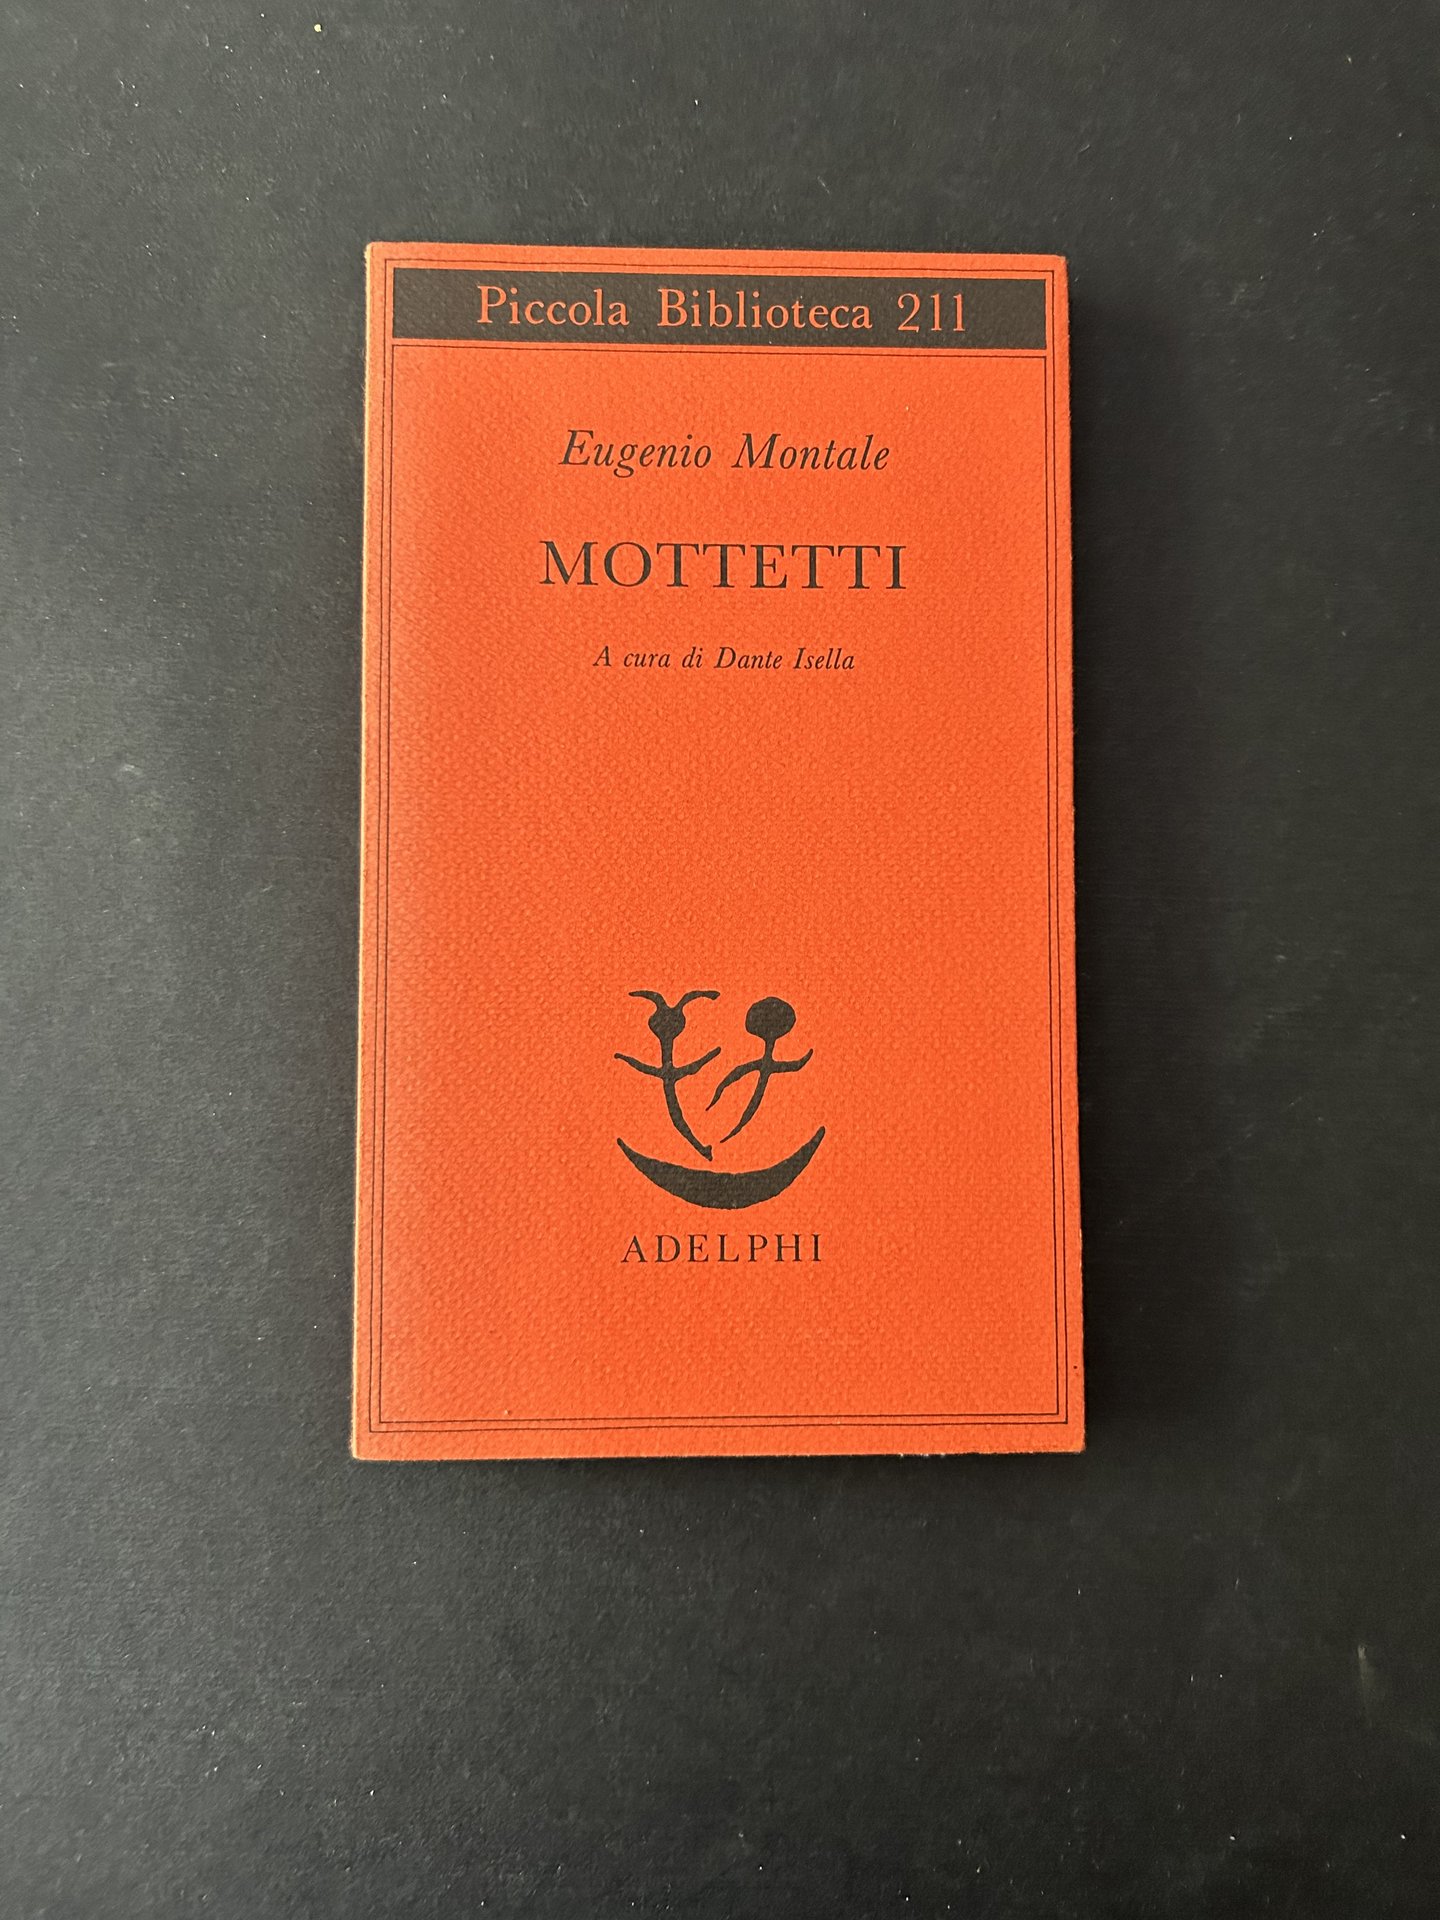 Piccola Biblioteca 211
Eugenio Montale
MOTTETTI
A cura di Dante Isella
ADELPHI